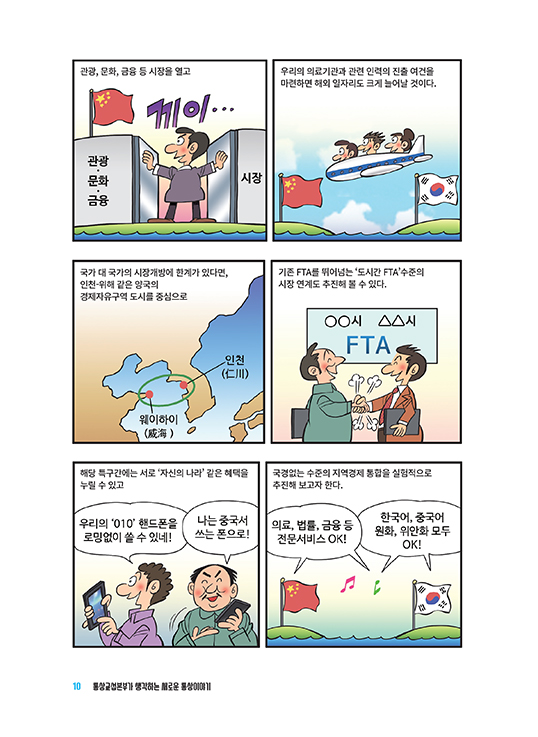 관광, 문화, 금융 등 시장을 열고
끼이...
관광
·
문화
·
금융
시장
우리의 의료기관과 관련 인력의 진출 여건을
마련하면 해외 일자리도 크게 늘어날 것이다.
국가 대 국가의 시장개방에 한계가 있다면,
인천-위해 같은 양국의
경제자유구역 도시를 중심으로
인천
(仁川)
웨이하이
(威海)
기존 FTA를 뛰어넘는 '도시간 FTA'수준의
시장 연계도 추진해 볼 수 있다.
○○시 △△시
FTA
해당 특구간에는 서로 '자신의 나라' 같은 혜택을
누릴 수 있고
우리의 '010' 핸드폰을
로밍없이 쓸 수 있네!
나는 중국서
쓰는 폰으로!
국경없는 수준의 지역경제 통합을 실험적으로
추진해 보고자 한다.
의료, 법률, 금융 등
전문서비스 OK!
한국어, 중국어
원화, 위안화 모두
OK!
10 통상교섭본부가 생각하는 새로운 통상이야기